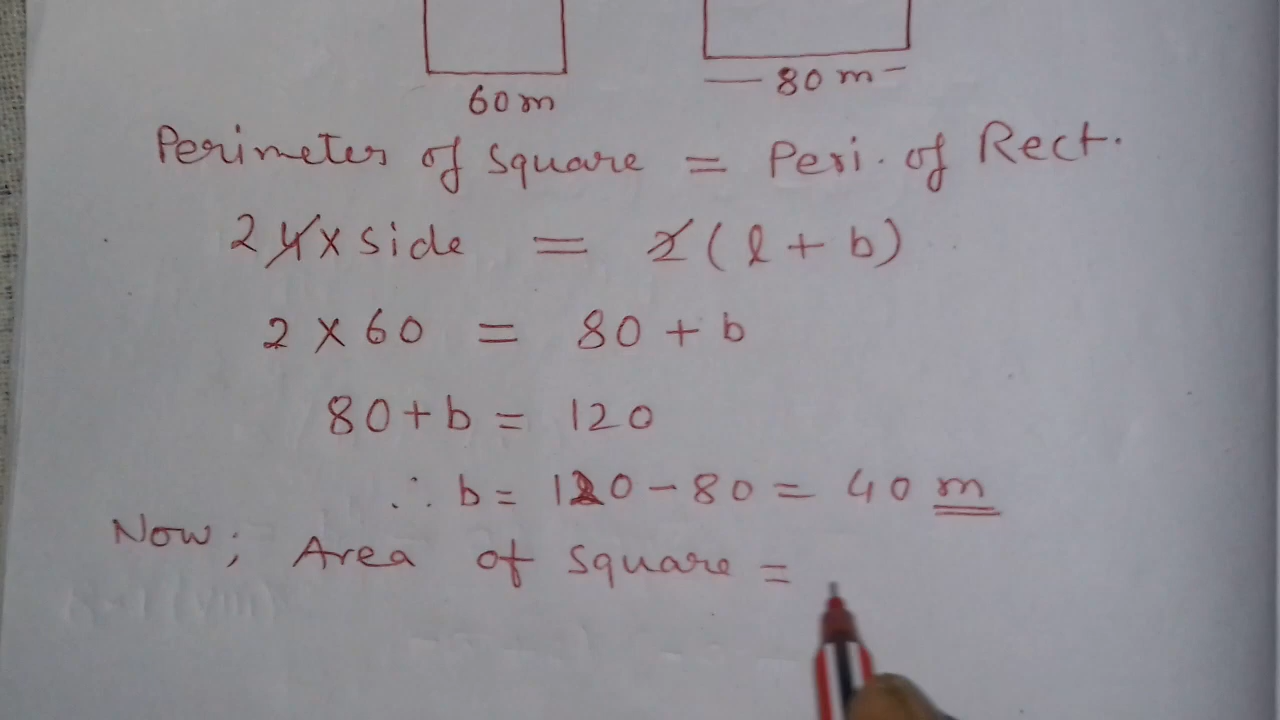 60m
80 m
Perimeter of square = Peri. of Rect.
2 4 x side = 2 ( l + b)
2 x 60 = 80 + b
80 + b = 120
∴ b = 120 - 80 = 40 m
Now; Area of square =